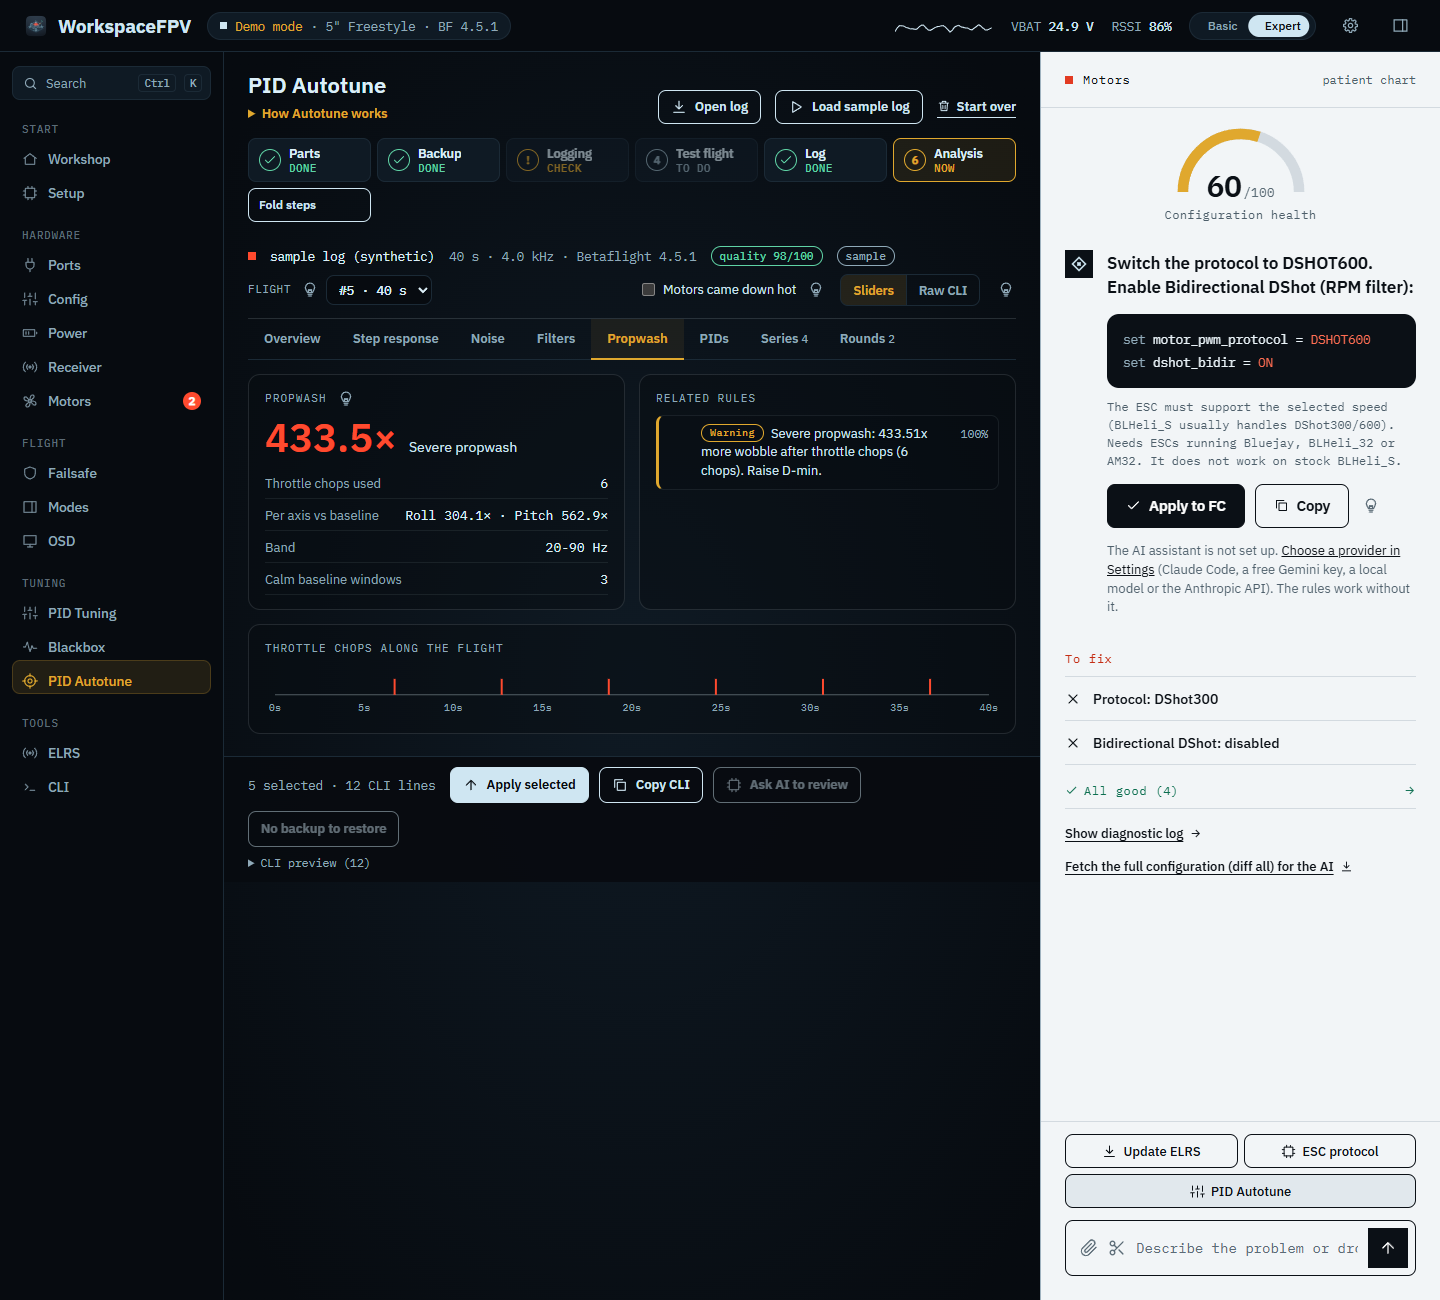 WorkspaceFPV
Demo mode · 5" Freestyle · BF 4.5.1
VBAT 24.9 V
RSSI 86%
Basic
Expert
Search
Ctrl
K
START
Workshop
Setup
HARDWARE
Ports
Config
Power
Receiver
Motors
2
FLIGHT
Failsafe
Modes
OSD
TUNING
PID Tuning
Blackbox
PID Autotune
TOOLS
ELRS
CLI
PID Autotune
How Autotune works
Open log
Load sample log
Start over
Parts
DONE
Backup
DONE
!
Logging
CHECK
4
Test flight
TO DO
Log
DONE
6
Analysis
NOW
Fold steps
sample log (synthetic) 40 s · 4.0 kHz · Betaflight 4.5.1
quality 98/100
sample
FLIGHT
#5 · 40 s
Motors came down hot
Sliders
Raw CLI
Overview
Step response
Noise
Filters
Propwash
PIDs
Series 4
Rounds 2
PROPWASH
433.5× Severe propwash
Throttle chops used 6
Per axis vs baseline Roll 304.1× · Pitch 562.9×
Band 20-90 Hz
Calm baseline windows 3
RELATED RULES
Warning Severe propwash: 433.51x 100%
more wobble after throttle chops (6
chops). Raise D-min.
THROTTLE CHOPS ALONG THE FLIGHT
0s 5s 10s 15s 20s 25s 30s 35s 40s
5 selected · 12 CLI lines
Apply selected
Copy CLI
Ask AI to review
No backup to restore
CLI preview (12)
Motors
patient chart
60/100
Configuration health
Switch the protocol to DSHOT600.
Enable Bidirectional DShot (RPM filter):
set motor_pwm_protocol = DSHOT600
set dshot_bidir = ON
The ESC must support the selected speed
(BLHeli_S usually handles DShot300/600).
Needs ESCs running Bluejay, BLHeli_32 or
AM32. It does not work on stock BLHeli_S.
Apply to FC
Copy
The AI assistant is not set up. Choose a provider in
Settings (Claude Code, a free Gemini key, a local
model or the Anthropic API). The rules work without
it.
To fix
Protocol: DShot300
Bidirectional DShot: disabled
All good (4)
Show diagnostic log
Fetch the full configuration (diff all) for the AI
Update ELRS
ESC protocol
PID Autotune
Describe the problem or dro